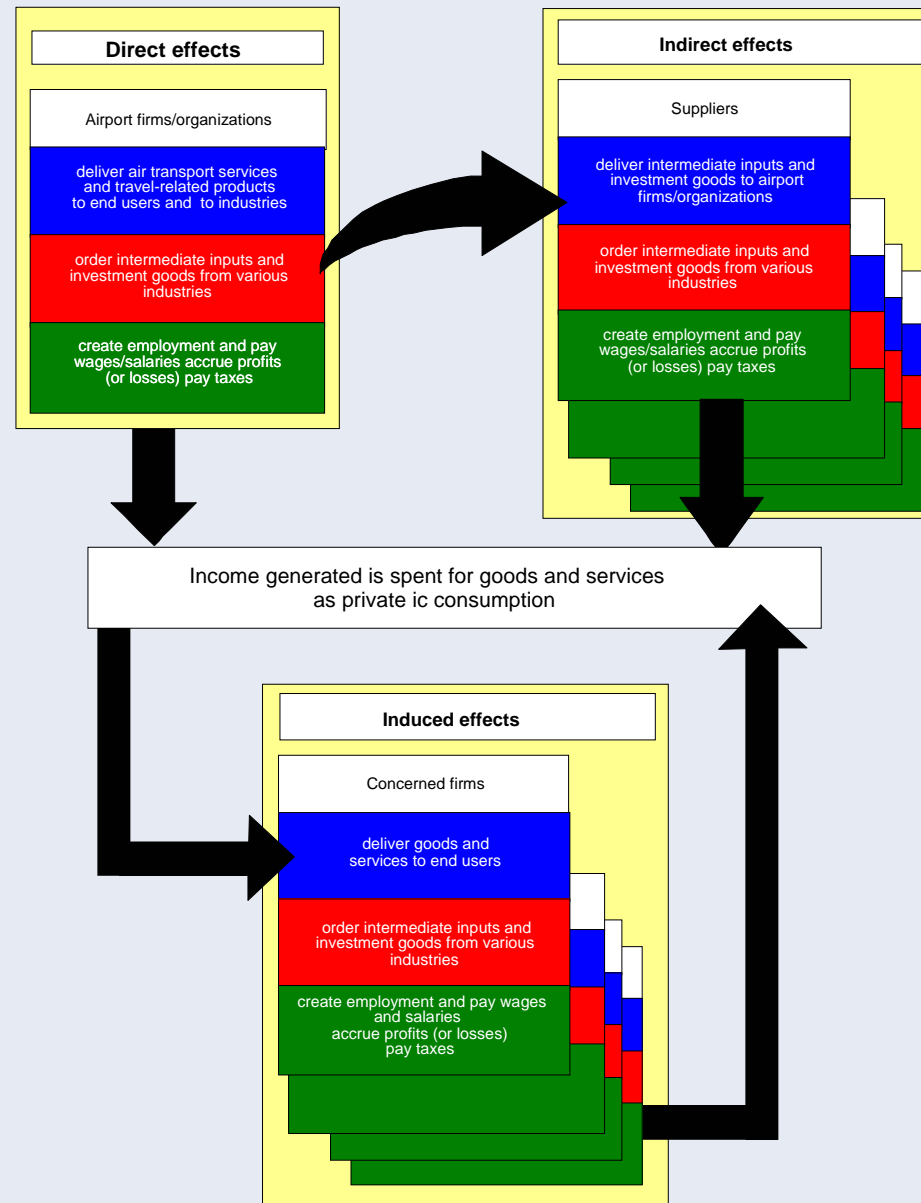 Direct effects
Airport firms/organizations
deliver air transport services
and travel-related products
to end users and  to industries
order intermediate inputs and
investment goods from various
industries
create employment and pay
wages/salaries accrue profits
(or losses) pay taxes
Indirect effects
Suppliers
deliver intermediate inputs and
investment goods to airport
firms/organizations
order intermediate inputs and
investment goods from various
industries
create employment and pay
wages/salaries accrue profits
(or losses) pay taxes
Income generated is spent for goods and services
as private ic consumption
Induced effects
Concerned firms
deliver goods and
services to end users
order intermediate inputs and
investment goods from various
industries
create employment and pay wages
and salaries
accrue profits (or losses)
pay taxes